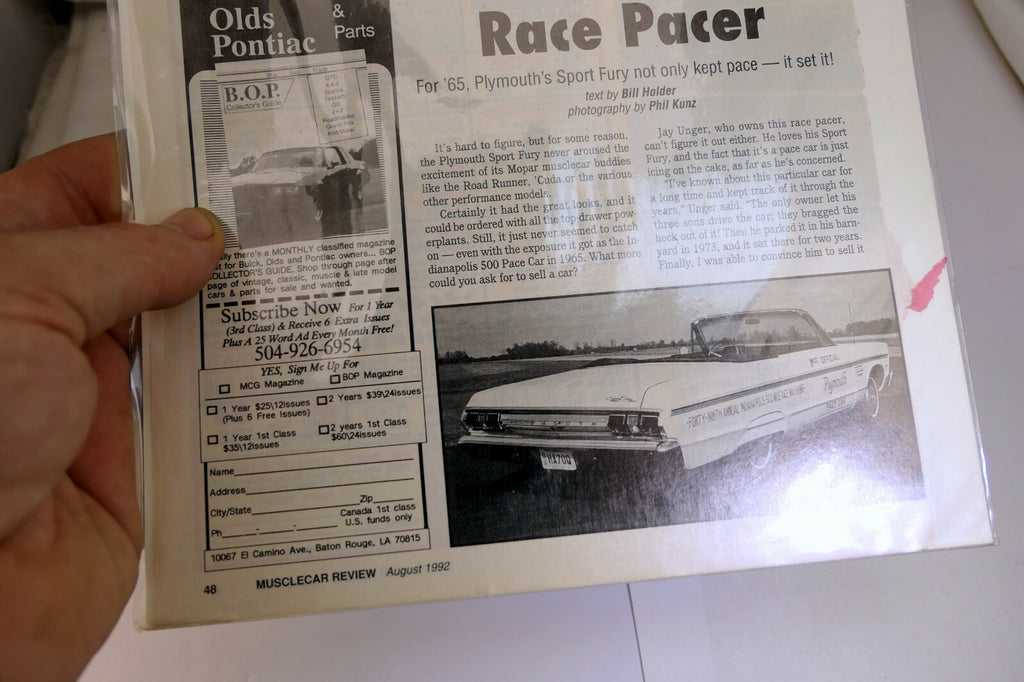 Olds
Pontiac
&
Parts
B.O.P.
Collector's Guide
there's a MONTHLY classified magazine
for Buick, Olds and Pontiac owners... BOP
COLLECTOR'S GUIDE. Shop through page after
page of vintage, classic, muscle & late model
cars & parts for sale and wanted.
Subscribe Now For 1 Year
(3rd Class) & Receive 6 Extra Issues
Plus A 25 Word Ad Every Month Free!
504-926-6954
YES, Sign Me Up For
MCG Magazine BOP Magazine
1 Year $25\12issues 2 Years $39\24issues
(Plus 6 Free Issues)
1 Year 1st Class 2 years 1st Class
$35\12issues $60\24issues
Name
Address
City/State Zip
Canada 1st class
Ph U.S. funds only
10067 El Camino Ave., Baton Rouge, LA 70815
48 MUSCLECAR REVIEW August 1992
Race Pacer
For '65, Plymouth's Sport Fury not only kept pace — it set it!
text by Bill Holder
photography by Phil Kunz
It's hard to figure, but for some reason,
the Plymouth Sport Fury never aroused the
excitement of its Mopar musclecar buddies
like the Road Runner, 'Cuda or the various
other performance models.
Certainly it had the great looks, and it
could be ordered with all the top-drawer pow-
erplants. Still, it just never seemed to catch
on — even with the exposure it got as the In-
dianapolis 500 Pace Car in 1965. What more
could you ask for to sell a car?
Jay Unger, who owns this race pacer,
can't figure it out either. He loves his Sport
Fury, and the fact that it's a pace car is just
icing on the cake, as far as he's concerned.
"I've known about this particular car for
a long time and kept track of it through the
years," Unger said. "The only owner let his
three sons drive the car; they bragged the
heck out of it! Then he parked it in his barn-
yard in 1973, and it sat there for two years.
Finally, I was able to convince him to sell it
OFFICIAL
Plymouth
PACE CAR
FORTY-NINTH ANNUAL INDIANAPOLIS